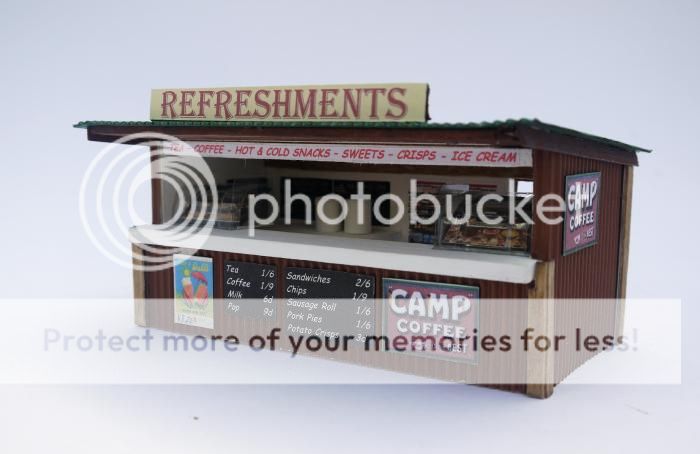 REFRESHMENTS
TEA - COFFEE - HOT & COLD SNACKS - SWEETS - CRISPS - ICE CREAM
CAMP
COFFEE
BEST
photobucket
Tea 1/6
Coffee 1/9
Milk 6d
Pop 9d
Sandwiches 2/6
Chips 1/9
Sausage Roll 1/6
Pork Pies 1/6
Potato Crisps
CAMP
COFFEE
BEST
Protect more of your memories for less!